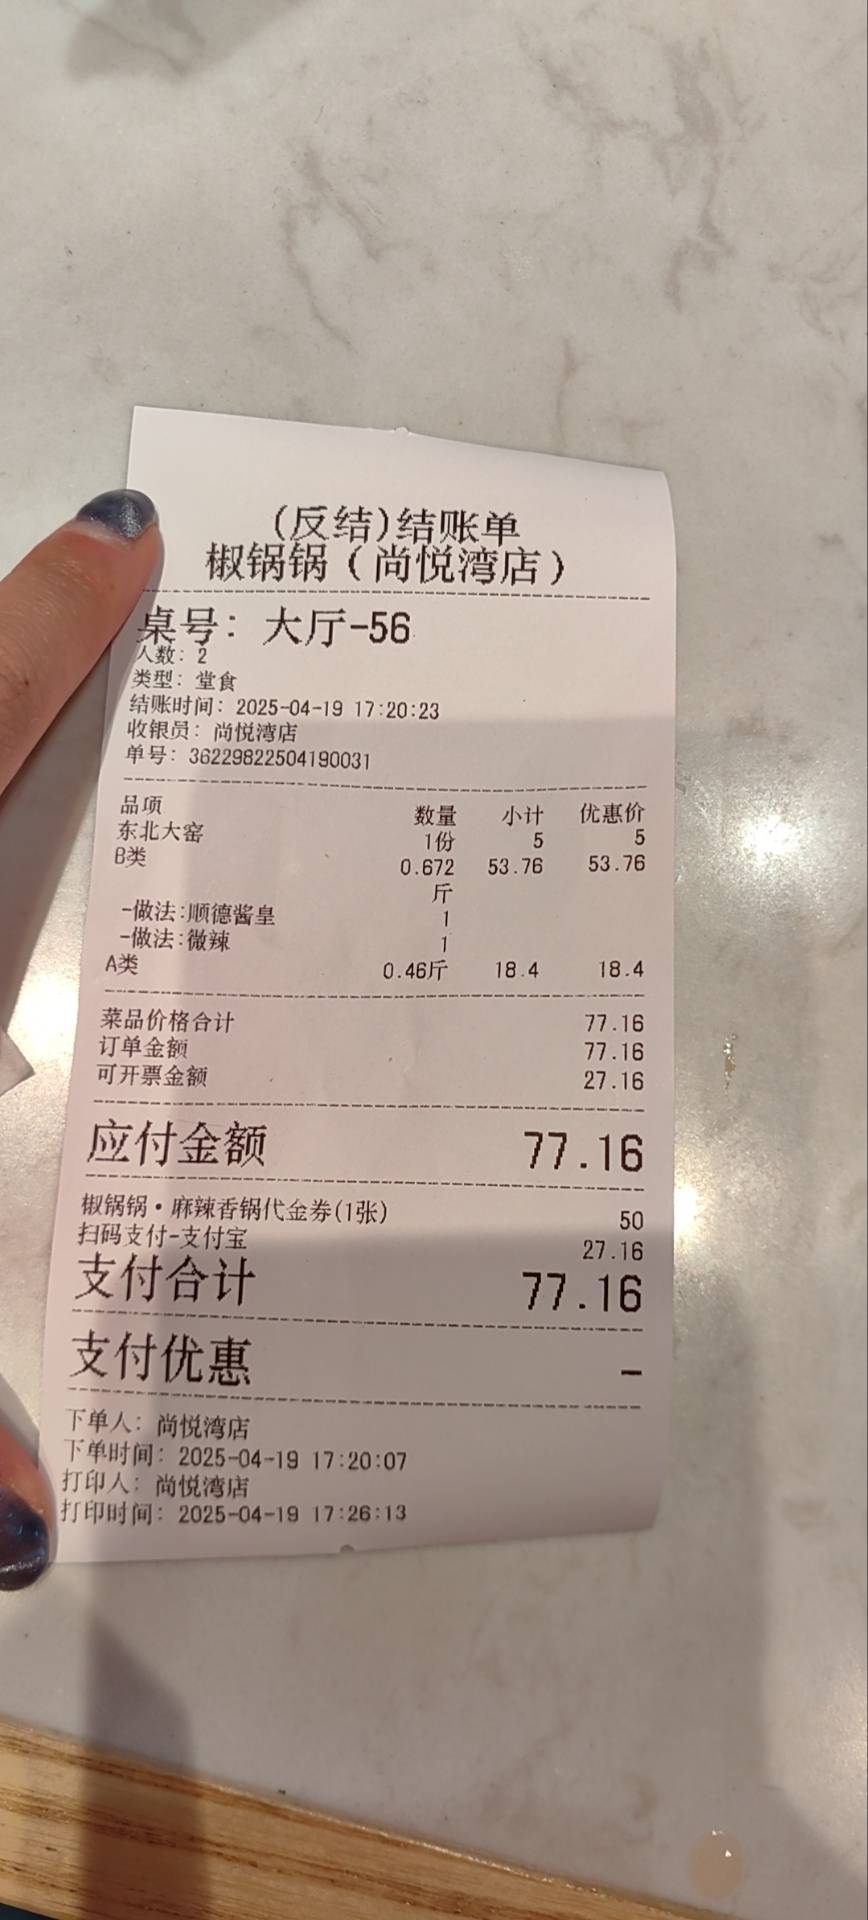 (反结)结账单
椒锅锅（尚悦湾店）
桌号：大厅-56
人数：2
类型：堂食
结账时间：2025-04-19 17:20:23
收银员：尚悦湾店
单号：36229822504190031
品项 数量 小计 优惠价
东北大窑 1份 5 5
B类 0.672 53.76 53.76
斤
-做法:顺德酱皇 1
-做法:微辣 1
A类 0.46斤 18.4 18.4
菜品价格合计 77.16
订单金额 77.16
可开票金额 27.16
应付金额 77.16
椒锅锅·麻辣香锅代金券(1张) 50
扫码支付-支付宝 27.16
支付合计 77.16
支付优惠 -
下单人：尚悦湾店
下单时间：2025-04-19 17:20:07
打印人：尚悦湾店
打印时间：2025-04-19 17:26:13